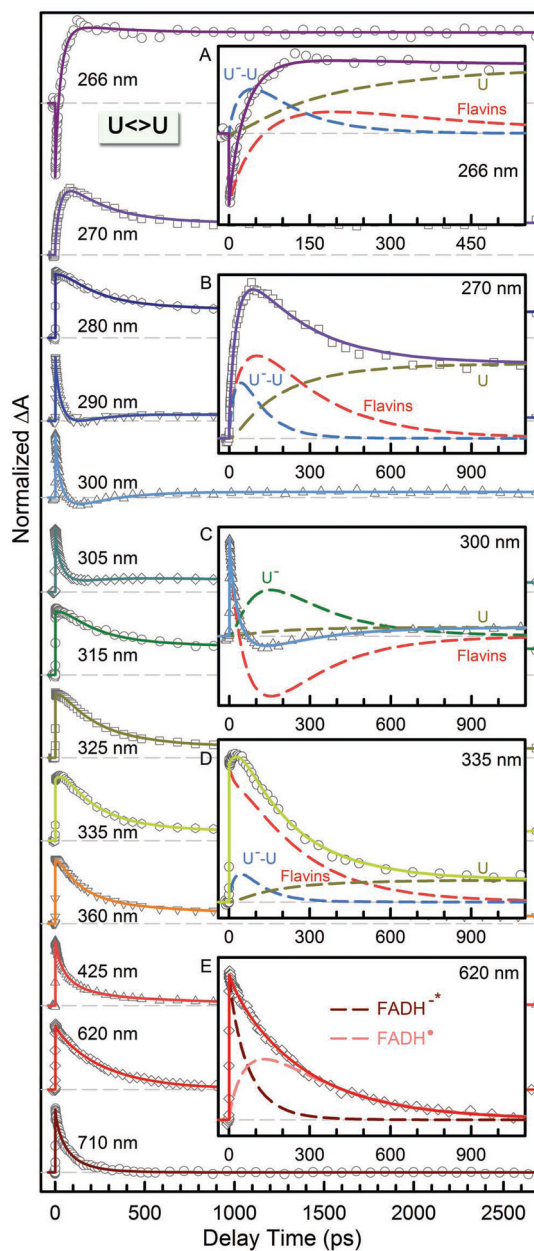 Normalized ΔA
266 nm
U<>U
270 nm
280 nm
290 nm
300 nm
305 nm
315 nm
325 nm
335 nm
360 nm
425 nm
620 nm
710 nm
A
U⁻-U
U
Flavins
266 nm
0 150 300 450
B
270 nm
U⁻-U
Flavins
U
0 300 600 900
C
300 nm
U⁻
U
Flavins
0 300 600 900
D
335 nm
U⁻-U
Flavins
U
0 300 600 900
E
620 nm
FADH⁻*
FADH•
0 300 600 900
0 500 1000 1500 2000 2500
Delay Time (ps)